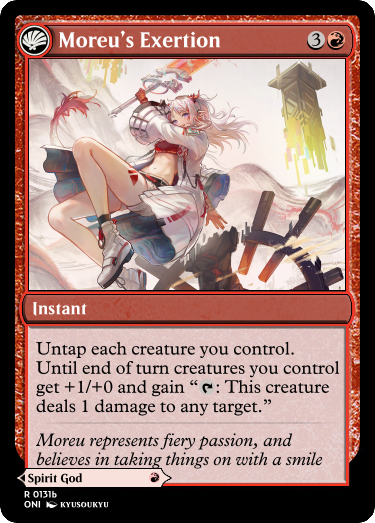 Moreu's Exertion 3
Instant
Untap each creature you control.
Until end of turn creatures you control
get +1/+0 and gain “: This creature
deals 1 damage to any target.”
Moreu represents fiery passion, and
believes in taking things on with a smile
Spirit God
R 0131b
ONI KYUSOUKYU